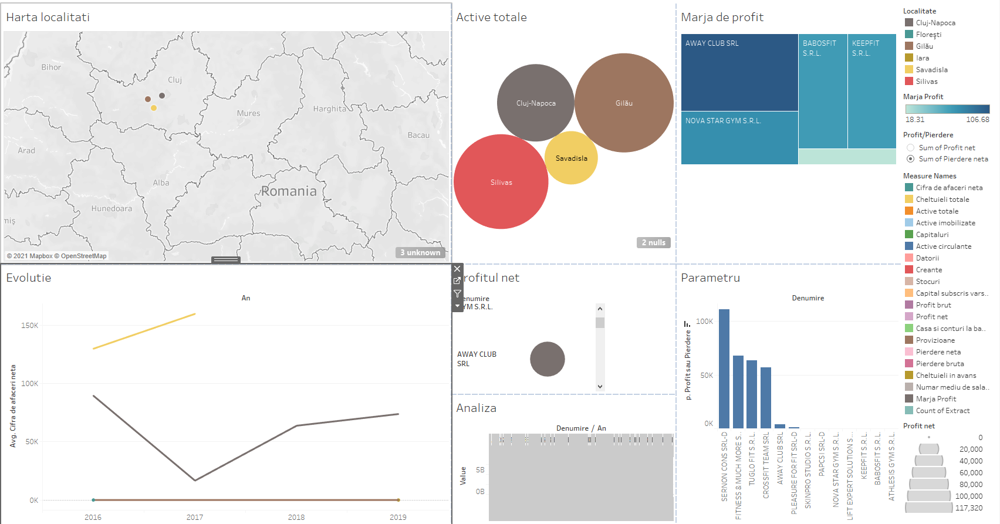 Harta localitati
Bihor
Cluj
Mures
Harghita
Bacau
Arad
Alba
Romania
Hunedoara
miș
© 2021 Mapbox © OpenStreetMap
3 unknown
Active totale
Cluj-Napoca
Gilău
Savadisla
Silivas
2 nulls
Marja de profit
AWAY CLUB SRL
BABOSFIT
S.R.L.
KEEPFIT
S.R.L.
NOVA STAR GYM S.R.L.
Localitate
Cluj-Napoca
Floreşti
Gilău
Iara
Savadisla
Silivas
Marja Profit
18.31
106.68
Profit/Pierdere
Sum of Profit net
Sum of Pierdere neta
Measure Names
Cifra de afaceri neta
Cheltuieli totale
Active totale
Active imobilizate
Capitaluri
Active circulante
Datorii
Creante
Stocuri
Capital subscris vars..
Profit brut
Profit net
Casa si conturi la ba..
Provizioane
Pierdere neta
Pierdere bruta
Cheltuieli in avans
Numar mediu de sala..
Marja Profit
Count of Extract
Profit net
0
20,000
40,000
60,000
80,000
100,000
117,320
Evolutie
An
Avg. Cifra de afaceri neta
150K
100K
50K
0K
2016
2017
2018
2019
rofitul net
enumire
YM S.R.L.
AWAY CLUB
SRL
Analiza
Denumire / An
Value
5B
0B
Parametru
Denumire
p. Profit sau Pierdere
100K
50K
0K
SERNON CONS SRL-D
FITNESS & MUCH MORE S..
TUGLO FIT S.R.L.
CROSSFIT TEAM SRL
AWAY CLUB SRL
PLEASURE FOR FIT SRL-D
SKINPRO STUDIO S.R.L.
PAPCSI SRL-D
NOVA STAR GYM S.R.L.
LIFT EXPERT SOLUTION S...
KEEPFIT S.R.L.
BABOSFIT S.R.L.
ATHLESIS GYM S.R.L.